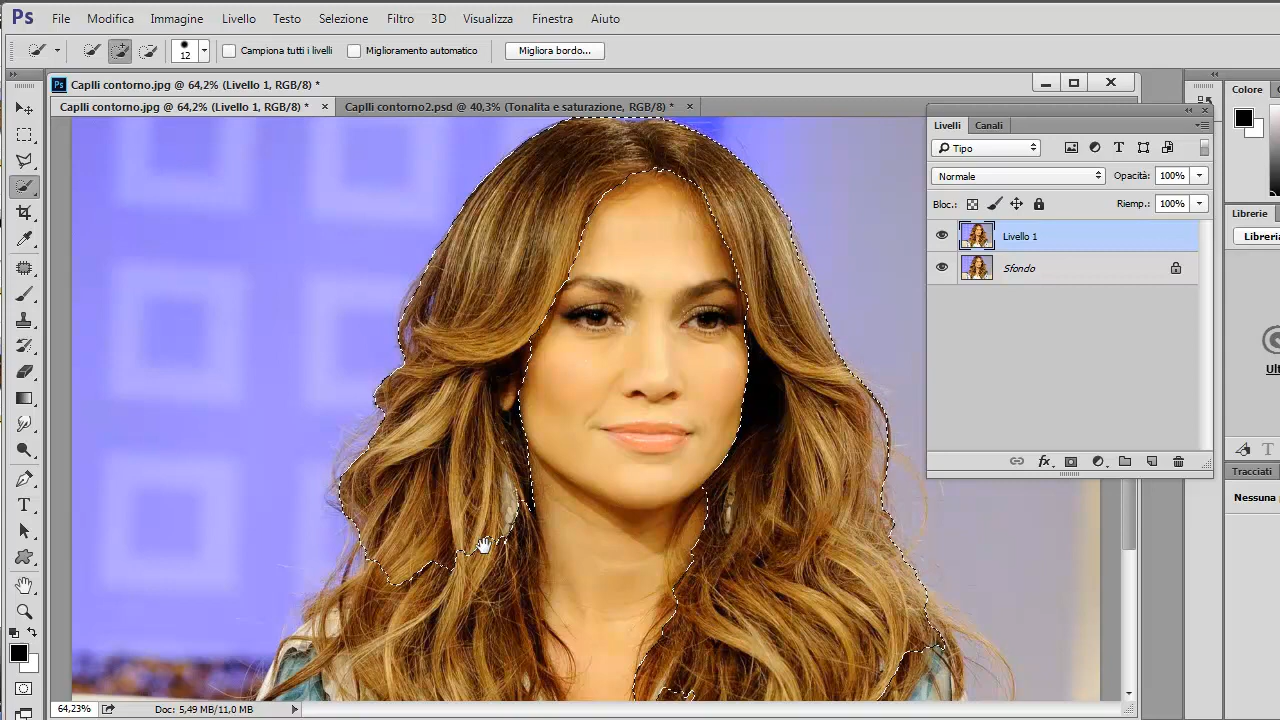 Ps File Modifica Immagine Livello Testo Selezione Filtro 3D Visualizza Finestra Aiuto
12 Campiona tutti i livelli Miglioramento automatico Migliora bordo...
Ps Caplli contorno.jpg @ 64,2% (Livello 1, RGB/8) *
Caplli contorno.jpg @ 64,2% (Livello 1, RGB/8) * × Caplli contorno2.psd @ 40,3% (Tonalita e saturazione, RGB/8) * ×
Livelli Canali
Tipo
Normale Opacità: 100%
Bloc.: Riemp.: 100%
Livello 1
Sfondo
fx
Colore
Librerie
Tracciati
Nessuna
64,23% Doc: 5,49 MB/11,0 MB